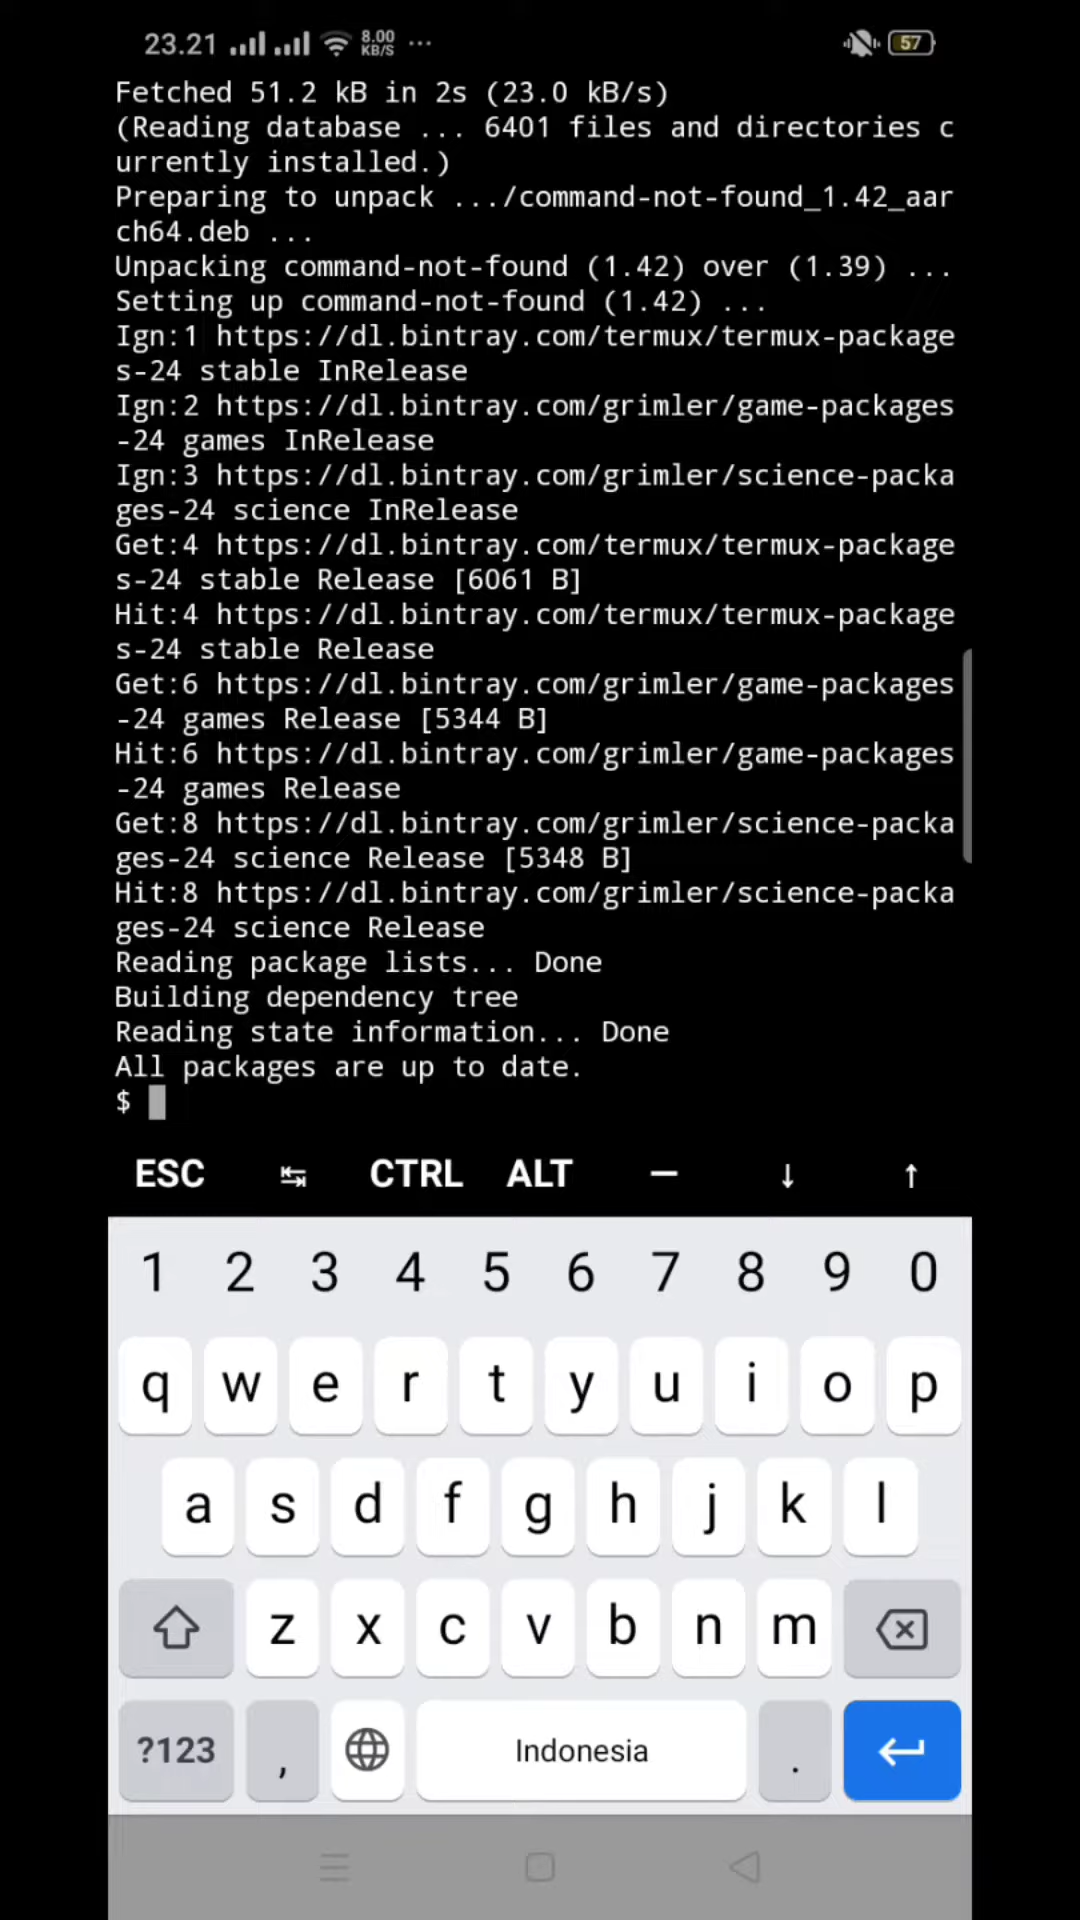 23.21 8.00 KB/S ... 57
Fetched 51.2 kB in 2s (23.0 kB/s)
(Reading database ... 6401 files and directories c
urrently installed.)
Preparing to unpack .../command-not-found_1.42_aar
ch64.deb ...
Unpacking command-not-found (1.42) over (1.39) ...
Setting up command-not-found (1.42) ...
Ign:1 https://dl.bintray.com/termux/termux-package
s-24 stable InRelease
Ign:2 https://dl.bintray.com/grimler/game-packages
-24 games InRelease
Ign:3 https://dl.bintray.com/grimler/science-packa
ges-24 science InRelease
Get:4 https://dl.bintray.com/termux/termux-package
s-24 stable Release [6061 B]
Hit:4 https://dl.bintray.com/termux/termux-package
s-24 stable Release
Get:6 https://dl.bintray.com/grimler/game-packages
-24 games Release [5344 B]
Hit:6 https://dl.bintray.com/grimler/game-packages
-24 games Release
Get:8 https://dl.bintray.com/grimler/science-packa
ges-24 science Release [5348 B]
Hit:8 https://dl.bintray.com/grimler/science-packa
ges-24 science Release
Reading package lists... Done
Building dependency tree
Reading state information... Done
All packages are up to date.
$
ESC ↹ CTRL ALT — ↓ ↑
1 2 3 4 5 6 7 8 9 0
q w e r t y u i o p
a s d f g h j k l
z x c v b n m
?123 , Indonesia .